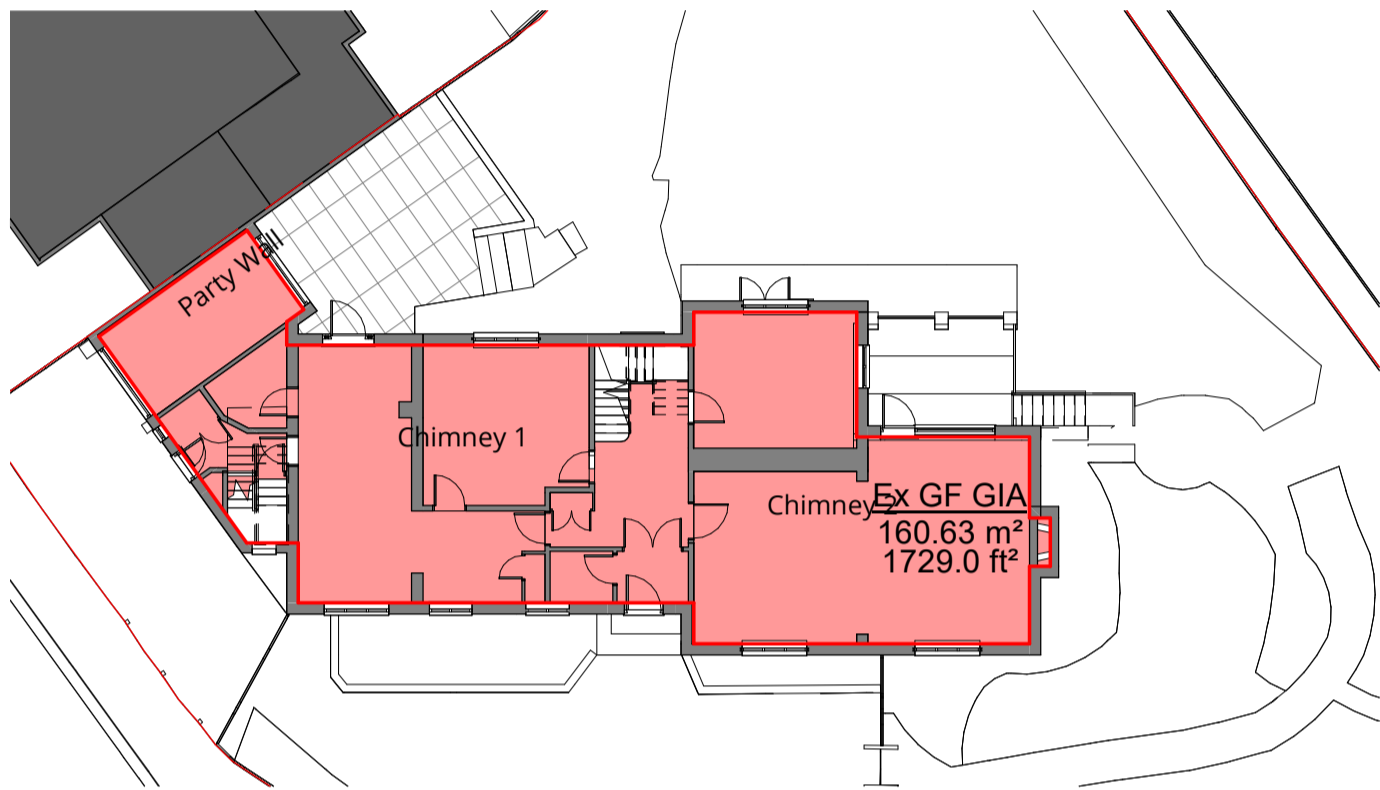 Party Wall
Chimney 1
Chimney 2
Ex GF GIA
160.63 m²
1729.0 ft²